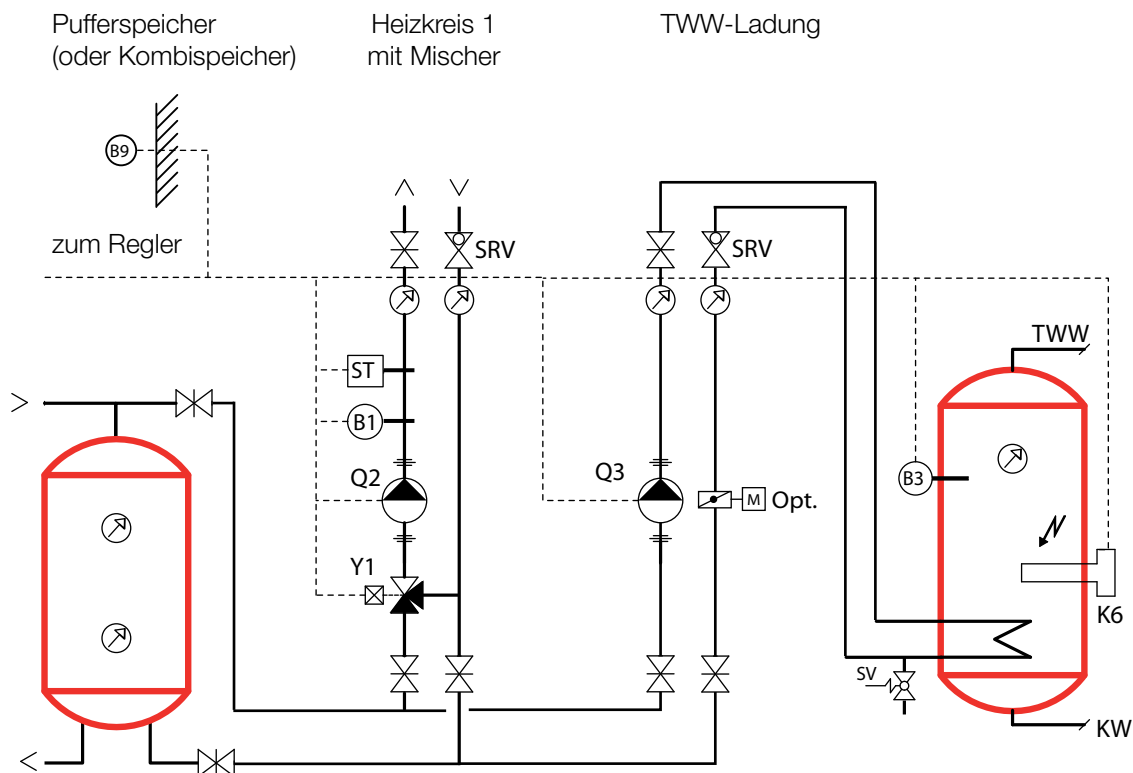 Pufferspeicher
(oder Kombispeicher)
Heizkreis 1
mit Mischer
TWW-Ladung
B9
zum Regler
SRV
SRV
ST
B1
Q2
Q3
M
Opt.
Y1
TWW
B3
K6
SV
KW